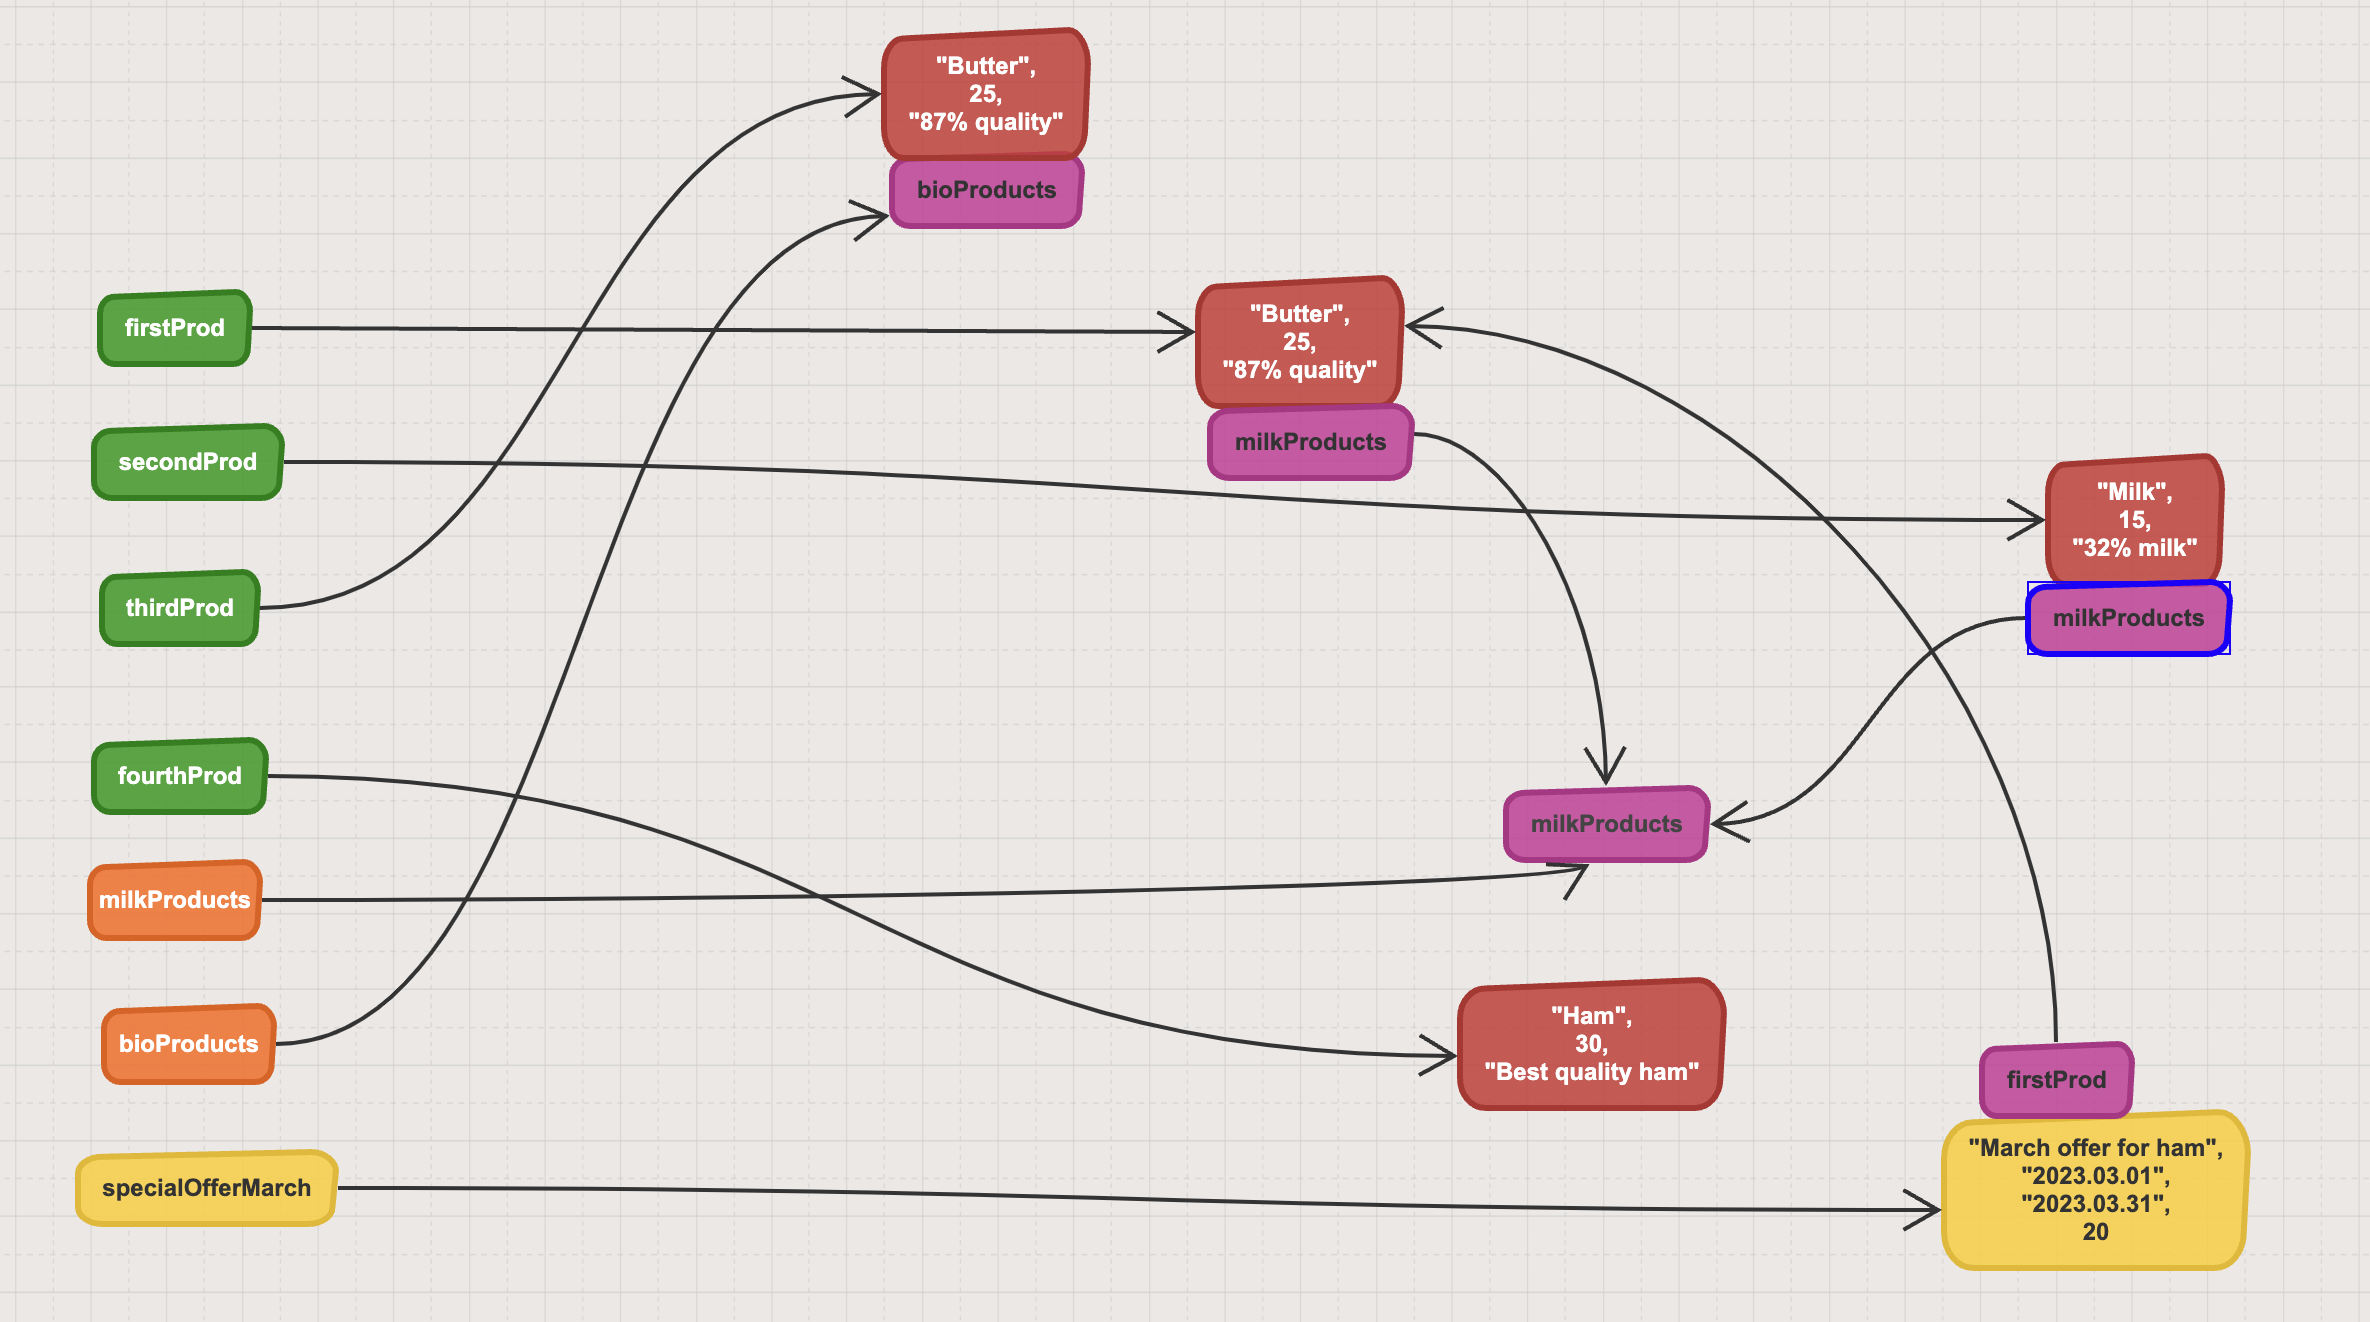 "Butter",
25,
"87% quality"
bioProducts
firstProd
"Butter",
25,
"87% quality"
milkProducts
secondProd
"Milk",
15,
"32% milk"
milkProducts
thirdProd
fourthProd
milkProducts
milkProducts
bioProducts
"Ham",
30,
"Best quality ham"
firstProd
specialOfferMarch
"March offer for ham",
"2023.03.01",
"2023.03.31",
20